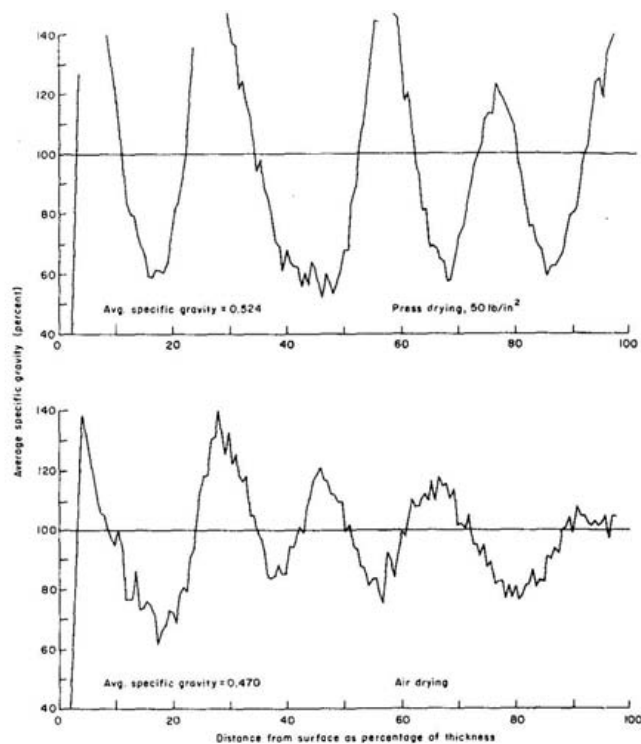 140
120
100
80
60
40
Avg. specific gravity = 0.524 Press drying, 50 lb/in²
0 20 40 60 80 100
Average specific gravity (percent)
140
120
100
80
60
40
Avg. specific gravity = 0.470 Air drying
0 20 40 60 80 100
Distance from surface as percentage of thickness